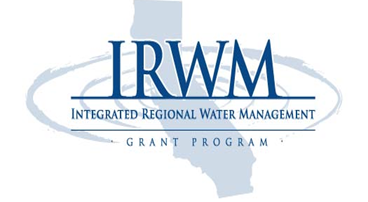 IRWM
INTEGRATED REGIONAL WATER MANAGEMENT
· GRANT PROGRAM ·